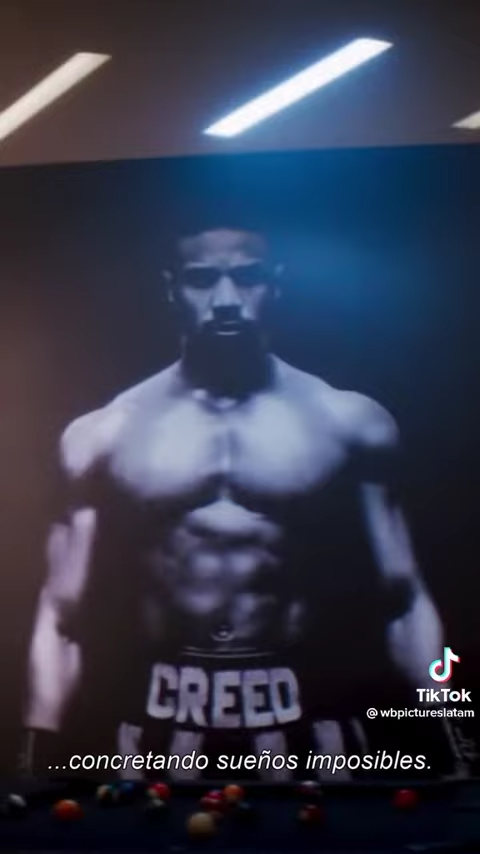 CREED
TikTok
@wbpictureslatam
...concretando sueños imposibles.